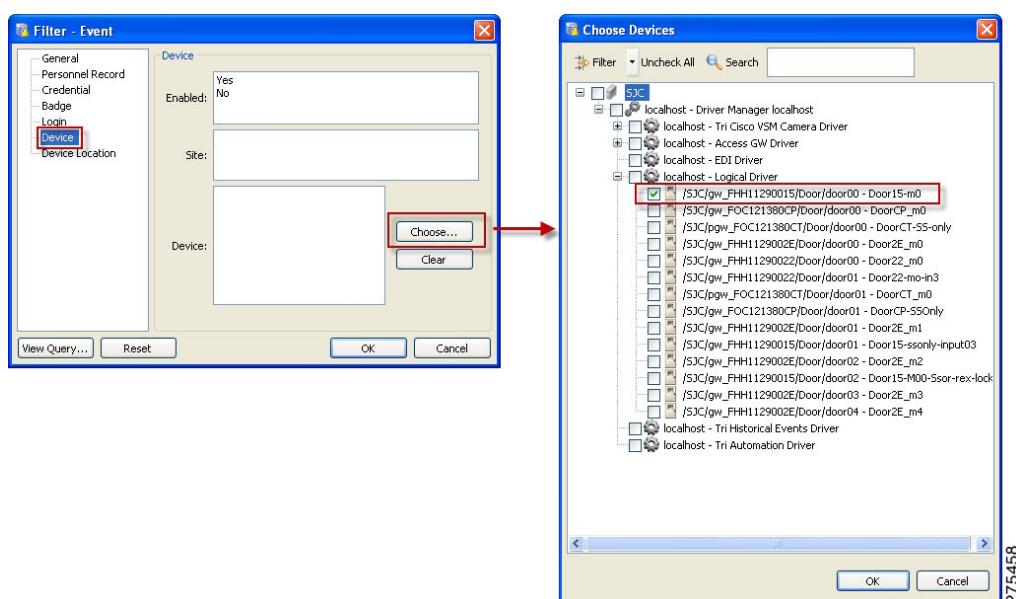 Filter - Event
General
Personnel Record
Credential
Badge
Login
Device
Device Location
Device
Enabled:
Yes
No
Site:
Device:
Choose...
Clear
View Query...
Reset
OK
Cancel
Choose Devices
Filter
Uncheck All
Search
SJC
localhost - Driver Manager localhost
localhost - Tri Cisco VSM Camera Driver
localhost - Access GW Driver
localhost - EDI Driver
localhost - Logical Driver
/SJC/gw_FHH11290015/Door/door00 - Door15-m0
/SJC/gw_FOC121380CP/Door/door00 - DoorCP_m0
/SJC/pgw_FOC121380CT/Door/door00 - DoorCT-SS-only
/SJC/gw_FHH1129002E/Door/door00 - Door2E_m0
/SJC/gw_FHH11290022/Door/door00 - Door22_m0
/SJC/gw_FHH11290022/Door/door01 - Door22-mo-in3
/SJC/pgw_FOC121380CT/Door/door01 - DoorCT_m0
/SJC/gw_FOC121380CP/Door/door01 - DoorCP-SSOnly
/SJC/gw_FHH1129002E/Door/door01 - Door2E_m1
/SJC/gw_FHH11290015/Door/door01 - Door15-ssonly-input03
/SJC/gw_FHH1129002E/Door/door02 - Door2E_m2
/SJC/gw_FHH11290015/Door/door02 - Door15-M00-Ssor-rex-lock
/SJC/gw_FHH1129002E/Door/door03 - Door2E_m3
/SJC/gw_FHH1129002E/Door/door04 - Door2E_m4
localhost - Tri Historical Events Driver
localhost - Tri Automation Driver
OK
Cancel
275458